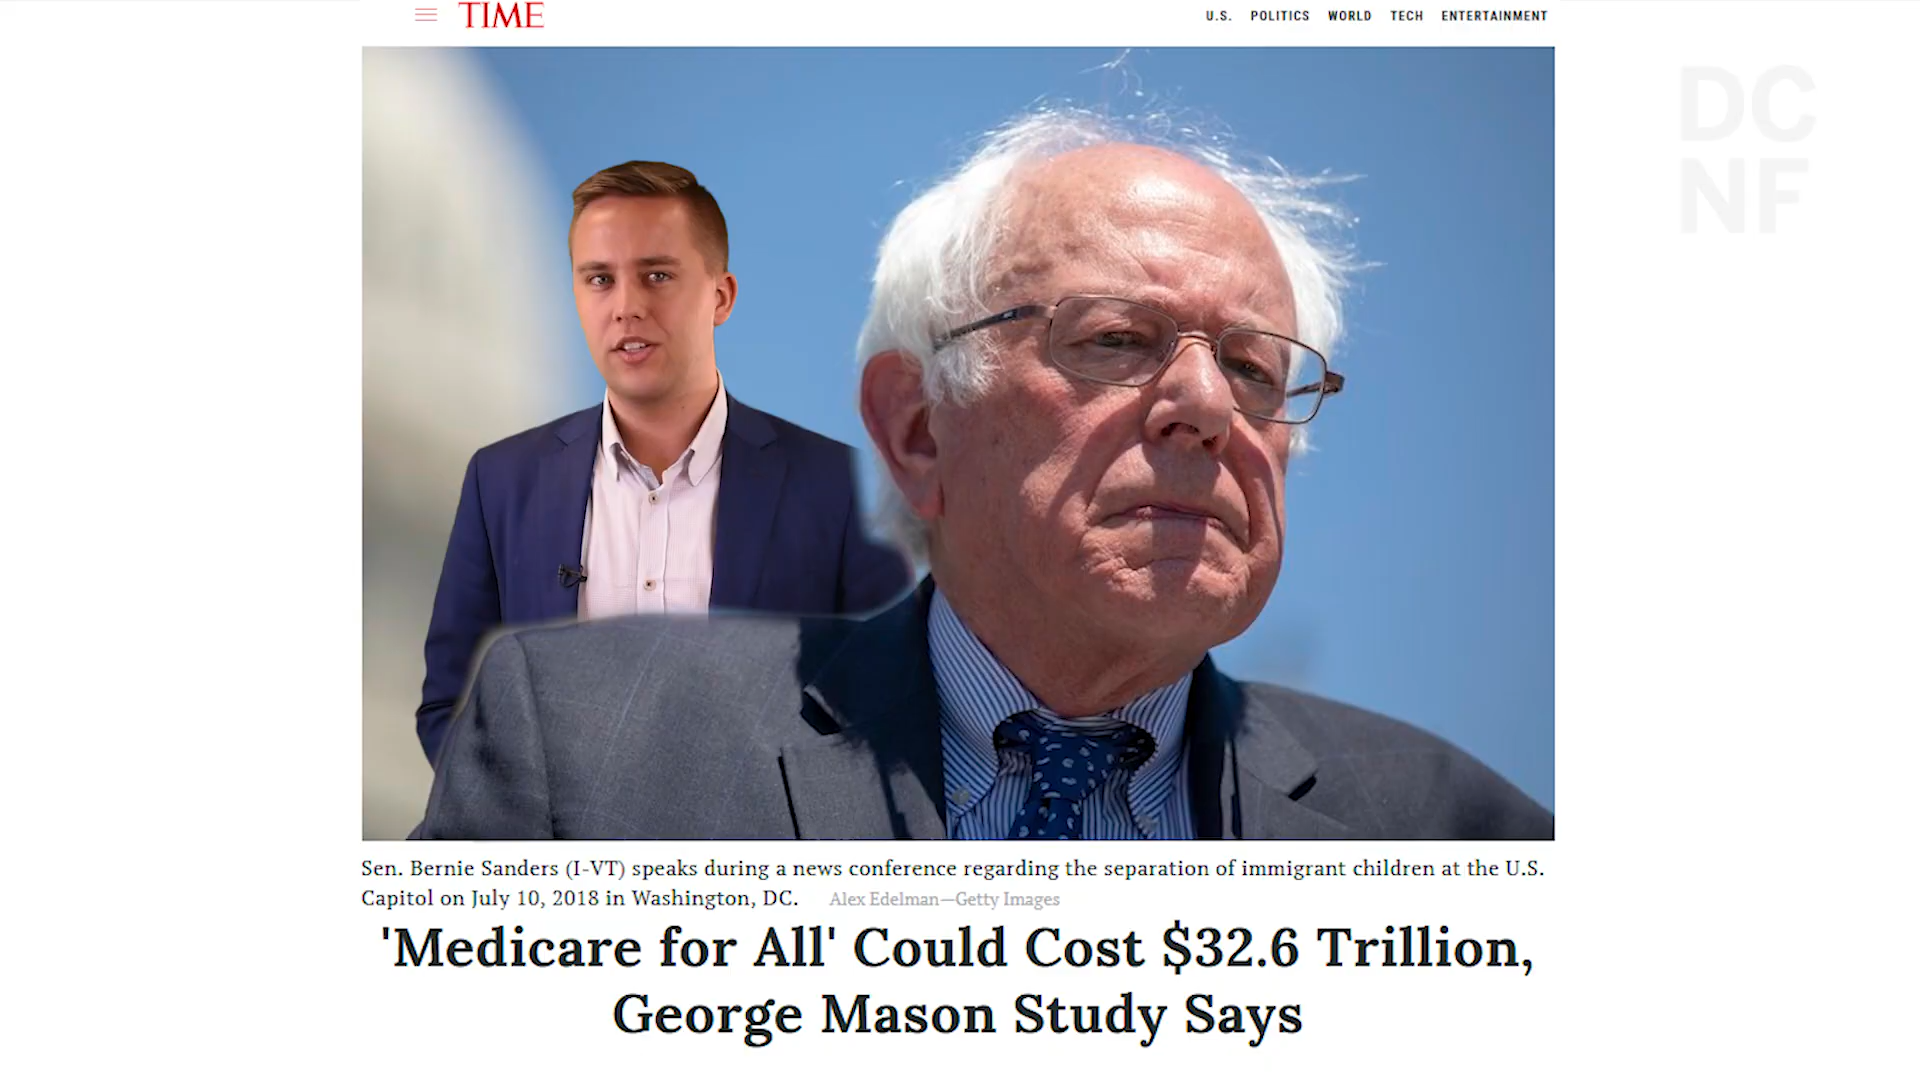 TIME
U.S. POLITICS WORLD TECH ENTERTAINMENT
DC
NF
Sen. Bernie Sanders (I-VT) speaks during a news conference regarding the separation of immigrant children at the U.S.
Capitol on July 10, 2018 in Washington, DC. Alex Edelman—Getty Images
'Medicare for All' Could Cost $32.6 Trillion,
George Mason Study Says